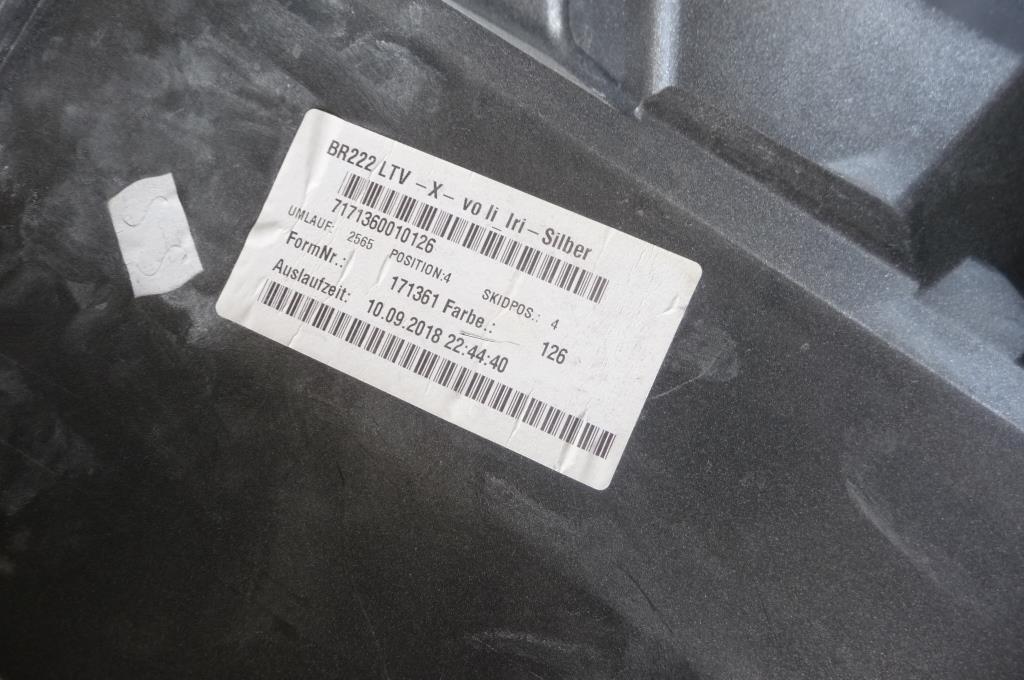 BR222 LTV -X- vo li_Iri-Silber
7171360010126
UMLAUF: 2565 POSITION:4 SKIDPOS.: 4
FormNr.: 171361 Farbe.: 126
Auslaufzeit: 10.09.2018 22:44:40